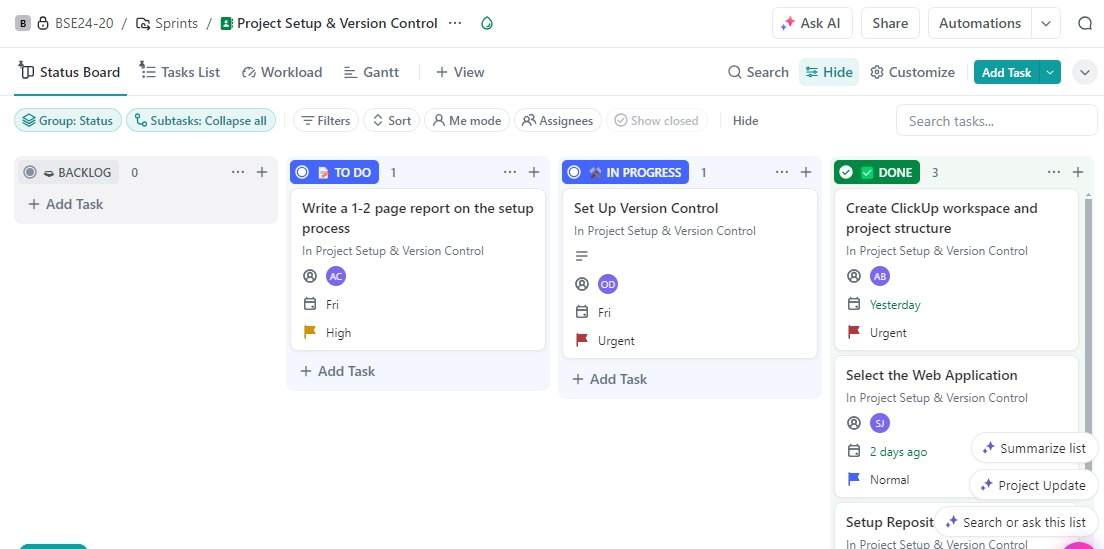 B BSE24-20 / Sprints / Project Setup & Version Control ...
Ask AI
Share
Automations
Status Board
Tasks List
Workload
Gantt
+ View
Search
Hide
Customize
Add Task
Group: Status
Subtasks: Collapse all
Filters
Sort
Me mode
Assignees
Show closed
Hide
Search tasks...
BACKLOG 0
+ Add Task
TO DO 1
Write a 1-2 page report on the setup
process
In Project Setup & Version Control
AC
Fri
High
+ Add Task
IN PROGRESS 1
Set Up Version Control
In Project Setup & Version Control
OD
Fri
Urgent
+ Add Task
DONE 3
Create ClickUp workspace and
project structure
In Project Setup & Version Control
AB
Yesterday
Urgent
Select the Web Application
In Project Setup & Version Control
SJ
2 days ago
Normal
Summarize list
Project Update
Setup Reposit
Search or ask this list
In Project Setup & Version Control